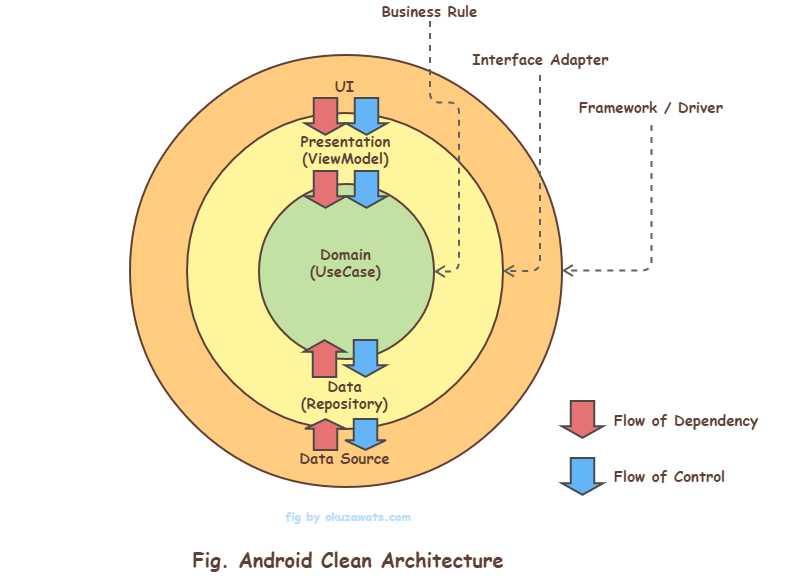 Business Rule
Interface Adapter
Framework / Driver
UI
Presentation
(ViewModel)
Domain
(UseCase)
Data
(Repository)
Data Source
Flow of Dependency
Flow of Control
fig by okuzawats.com
Fig. Android Clean Architecture